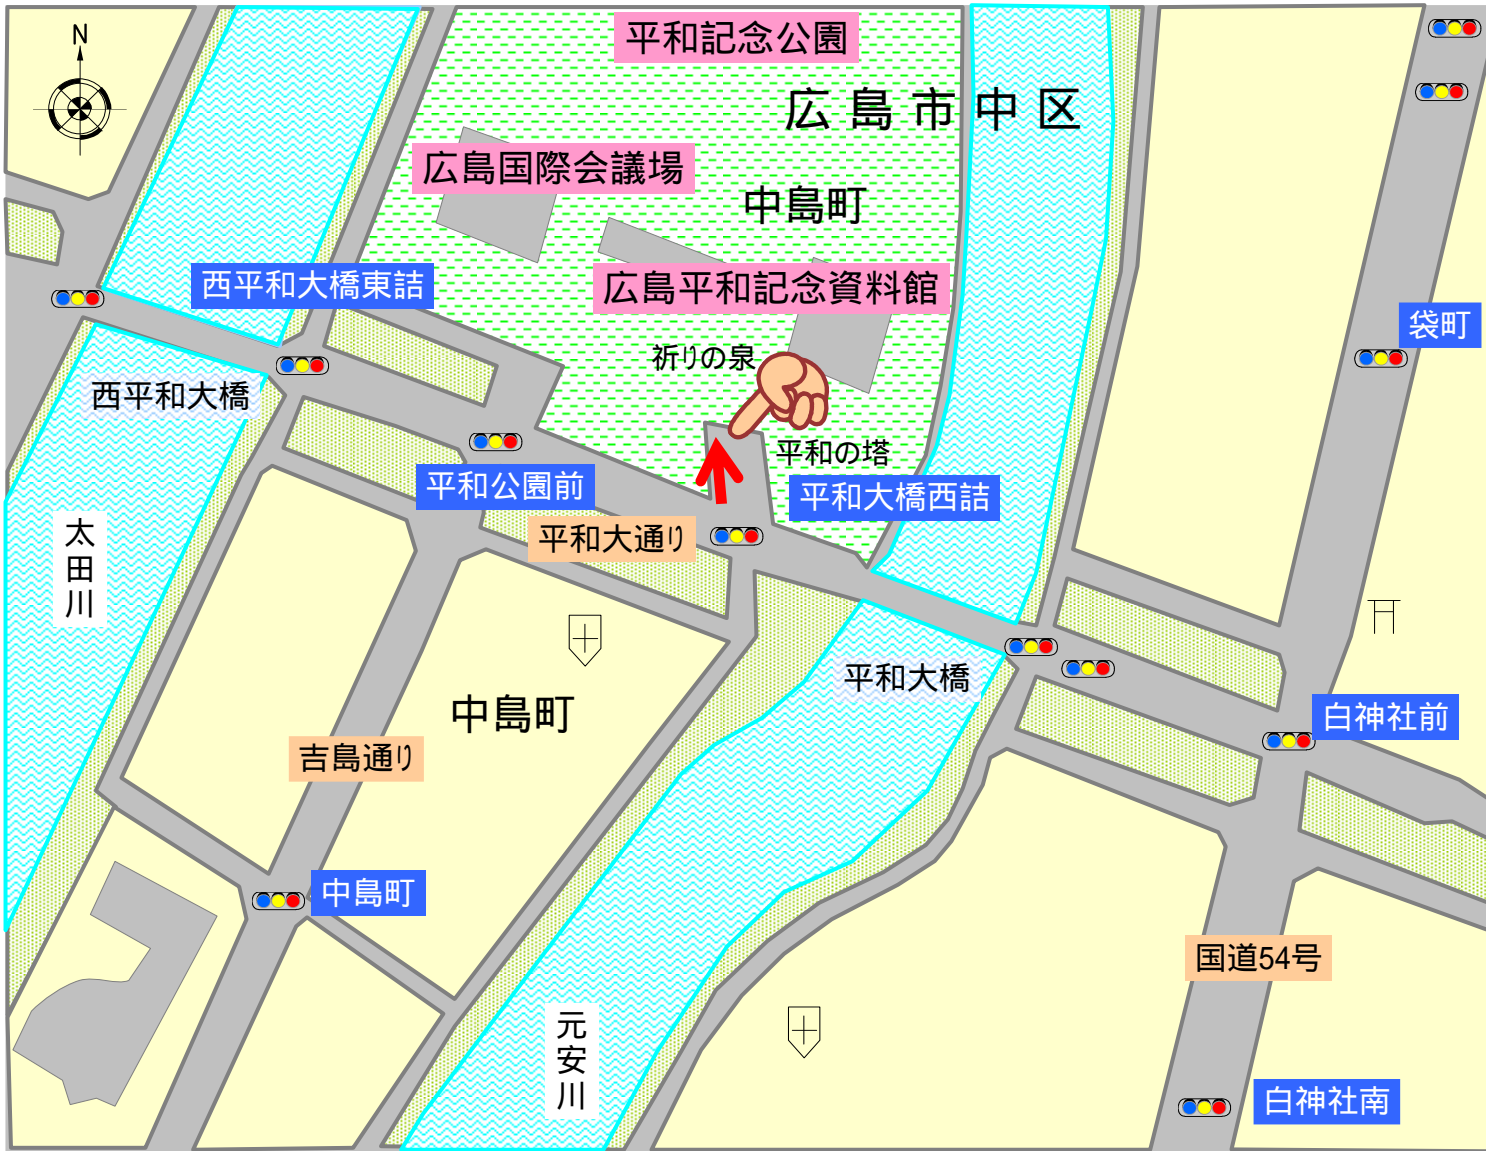 N
平和記念公園
広島市中区
広島国際会議場
中島町
西平和大橋東詰
広島平和記念資料館
袋町
祈りの泉
西平和大橋
平和の塔
平和公園前
平和大橋西詰
太田川
平和大通り
平和大橋
中島町
白神社前
吉島通り
中島町
国道54号
元安川
白神社南